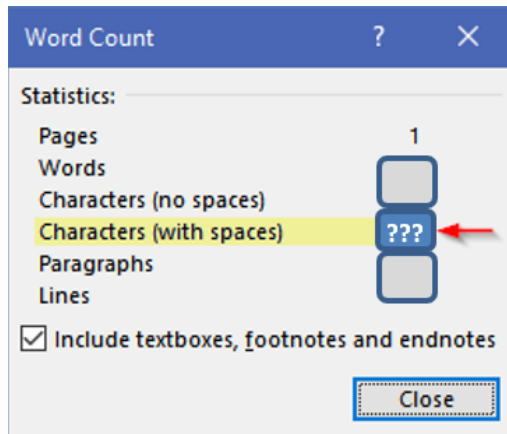 Word Count ?
Statistics:
Pages 1
Words
Characters (no spaces)
Characters (with spaces) ???
Paragraphs
Lines
Include textboxes, footnotes and endnotes
Close